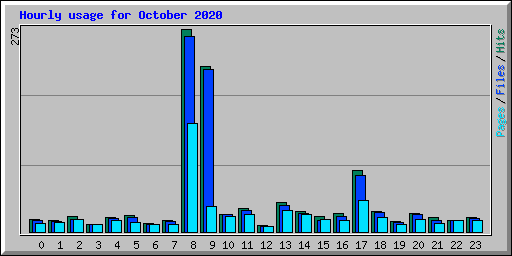 Hourly usage for October 2020
273
Pages/Files/Hits
0 1 2 3 4 5 6 7 8 9 10 11 12 13 14 15 16 17 18 19 20 21 22 23